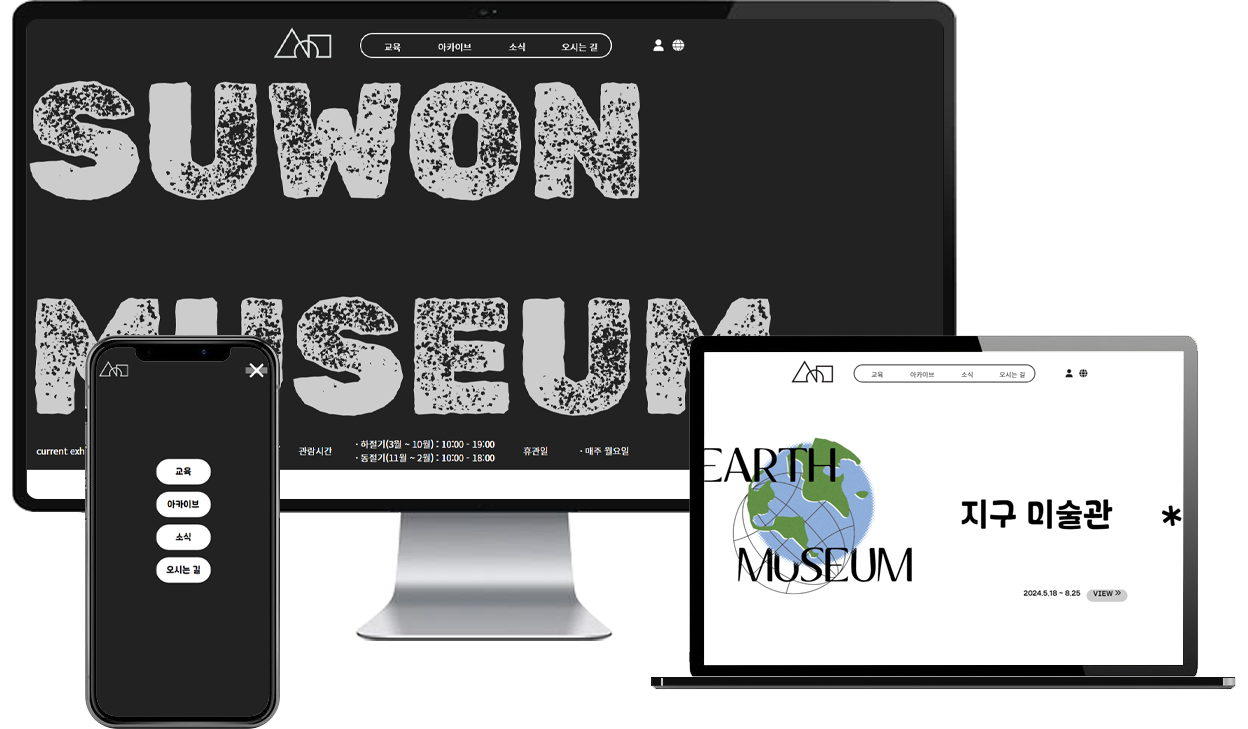 교육 아카이브 소식 오시는 길
SUWON
MUSEUM
current exh
관람시간
· 하절기(3월 ~ 10월) : 10:00 - 19:00
· 동절기(11월 ~ 2월) : 10:00 - 18:00
휴관일
· 매주 월요일
교육
아카이브
소식
오시는 길
교육 아카이브 소식 오시는 길
EARTH
MUSEUM
지구 미술관 *
2024.5.18 ~ 8.25 VIEW »